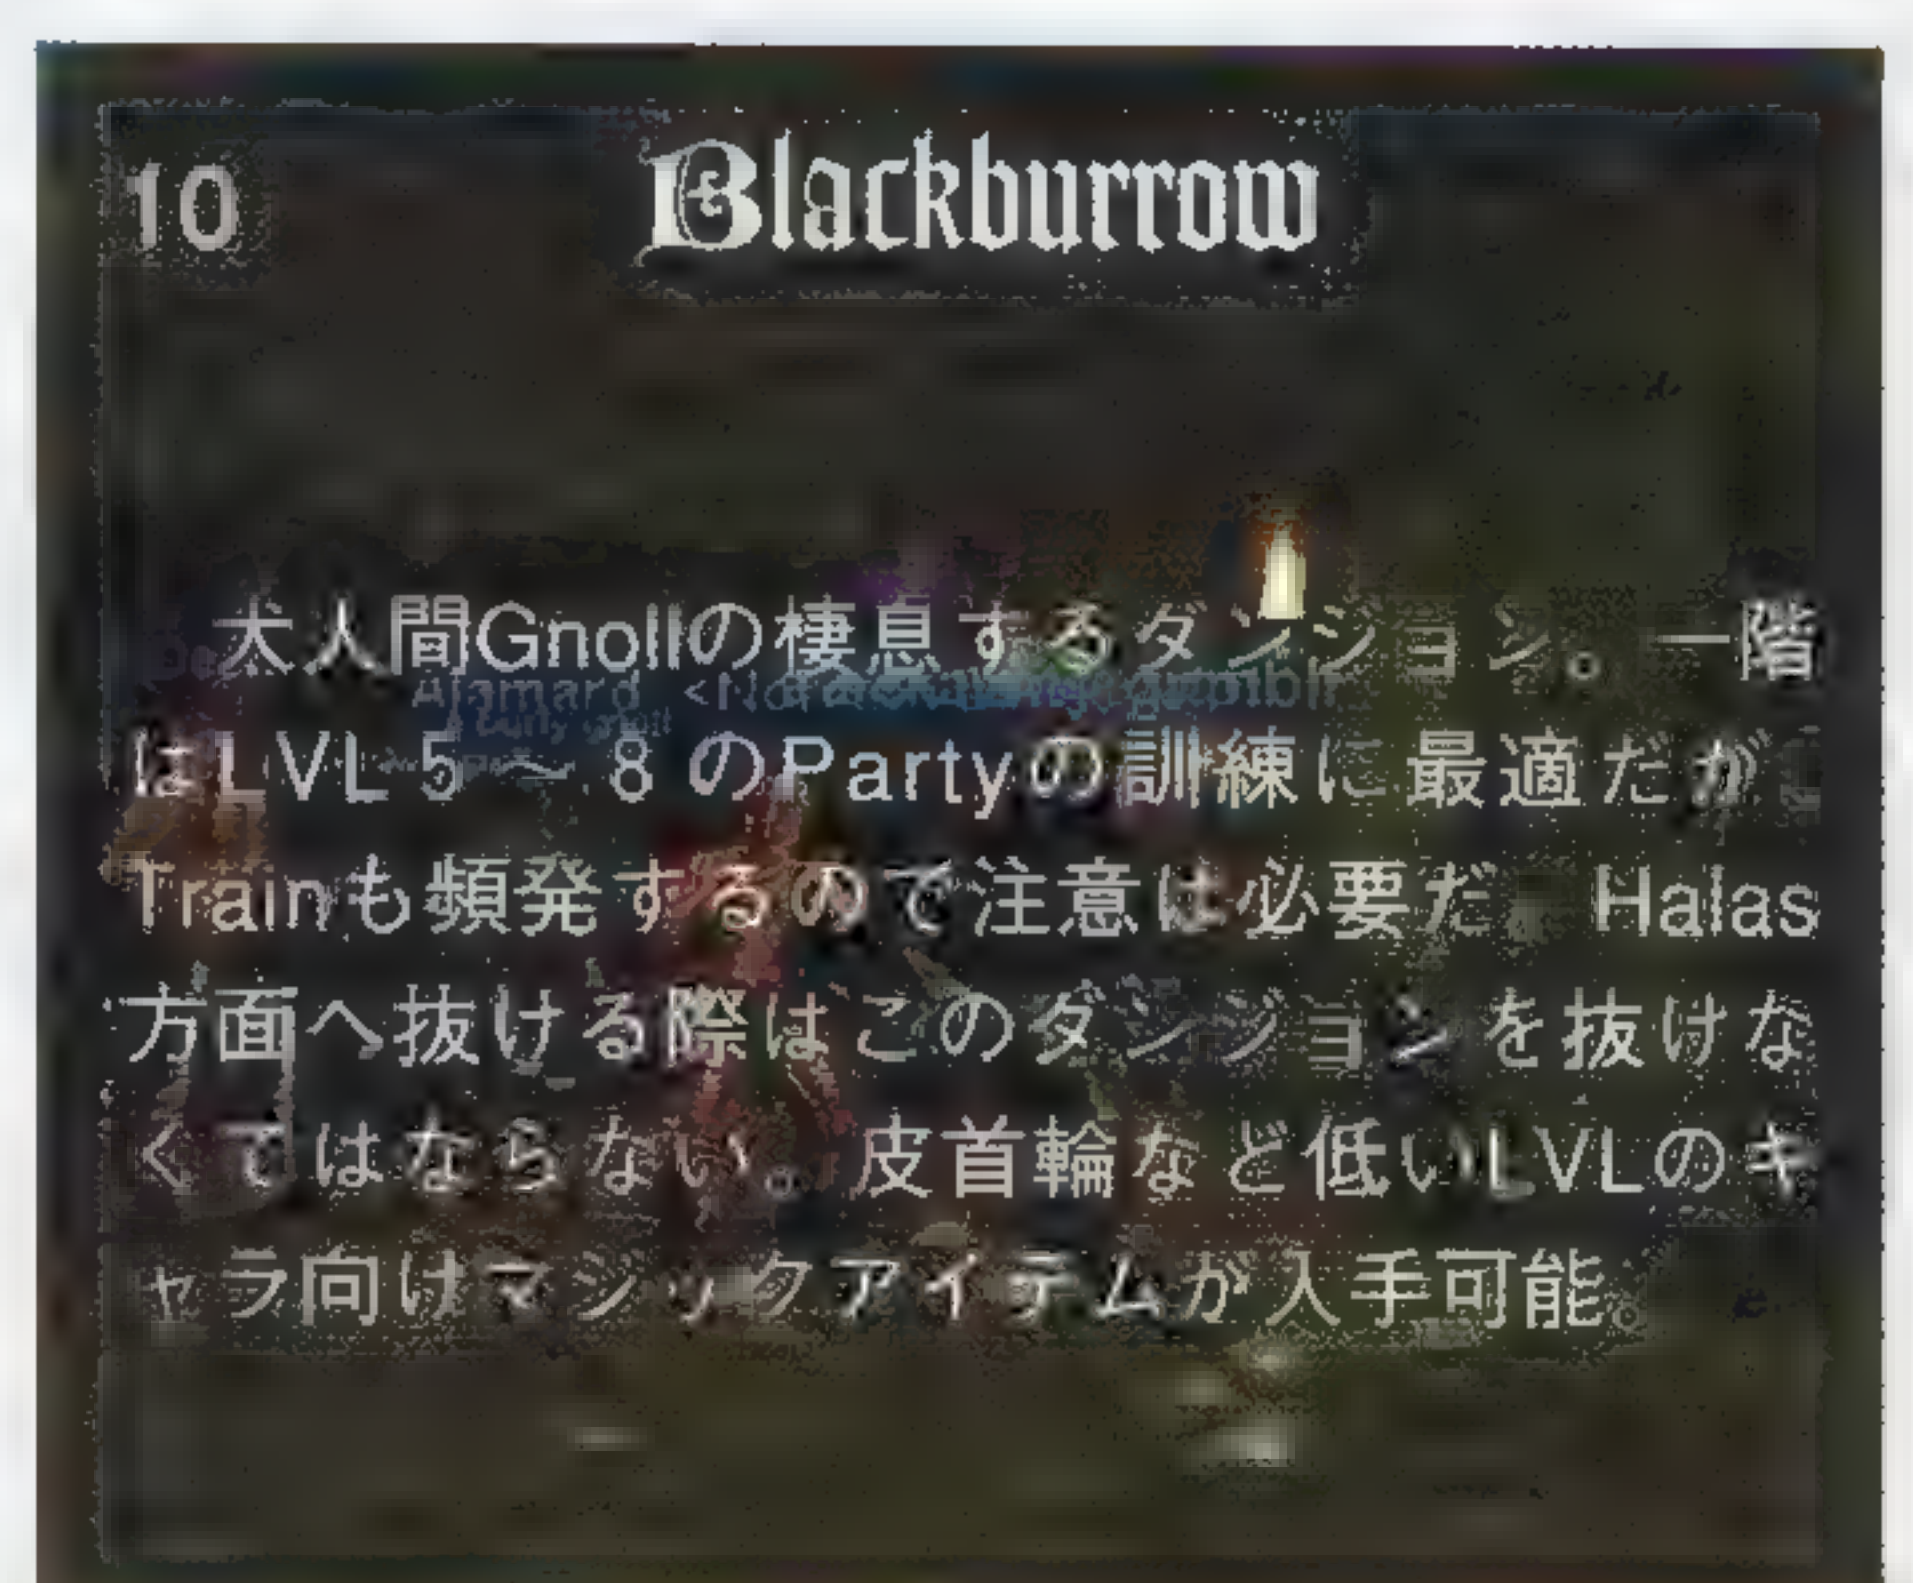 10
Blackburrow
犬人間Gnollの棲息するダンジョン。一階
はLVL5～8のPartyの訓練に最適だが
Trainも頻発するので注意は必要だ。Halas
方面へ抜ける際はこのダンジョンを抜けな
くてはならない。皮首輪など低いLVLのキ
ャラ向けマジックアイテムが入手可能。